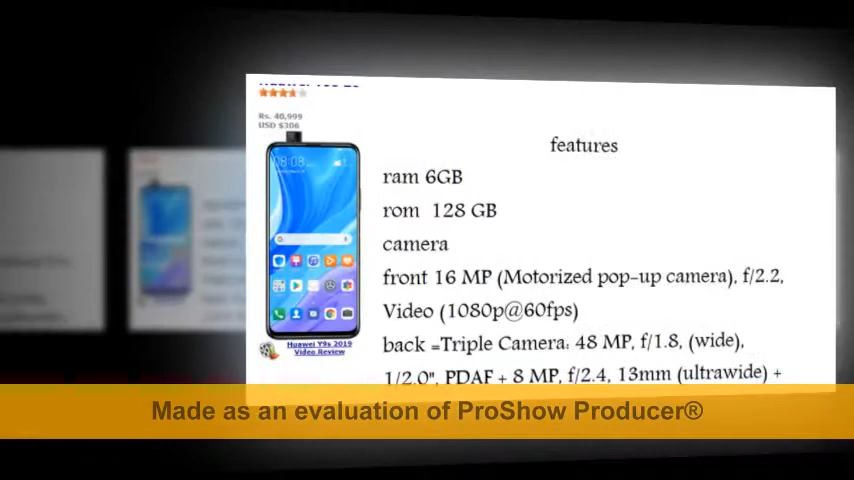 Rs. 40,999
USD $306
08:08
features
ram 6GB
rom 128 GB
camera
front 16 MP (Motorized pop-up camera), f/2.2,
Video (1080p@60fps)
back =Triple Camera: 48 MP, f/1.8, (wide),
1/2.0", PDAF + 8 MP, f/2.4, 13mm (ultrawide) +
Huawei Y9s 2019
Video Review
Made as an evaluation of ProShow Producer®